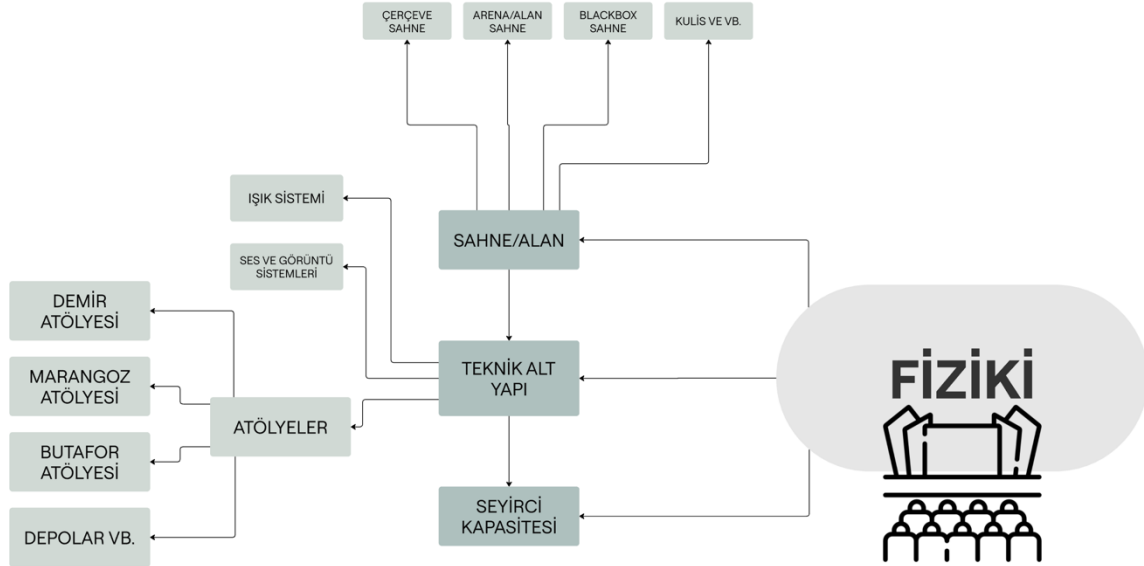 ÇERÇEVE
SAHNE
ARENA/ALAN
SAHNE
BLACKBOX
SAHNE
KULİS VE VB.
IŞIK SİSTEMİ
SAHNE/ALAN
SES VE GÖRÜNTÜ
SİSTEMLERİ
DEMİR
ATÖLYESİ
TEKNİK ALT
YAPI
FİZİKİ
MARANGOZ
ATÖLYESİ
ATÖLYELER
BUTAFOR
ATÖLYESİ
SEYİRCİ
KAPASİTESİ
DEPOLAR VB.